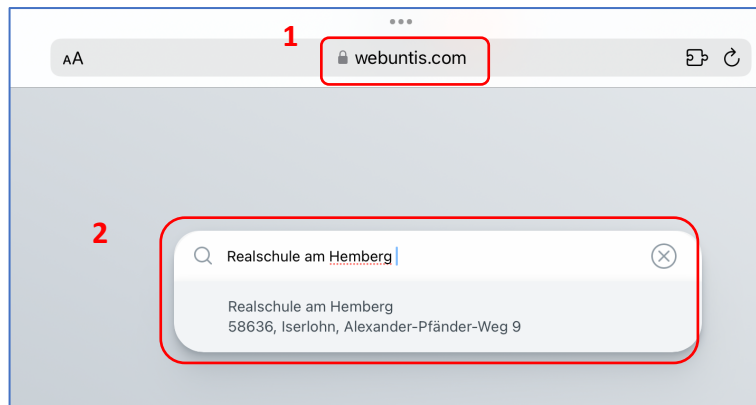 1
AA
webuntis.com
2
Realschule am Hemberg
Realschule am Hemberg
58636, Iserlohn, Alexander-Pfänder-Weg 9